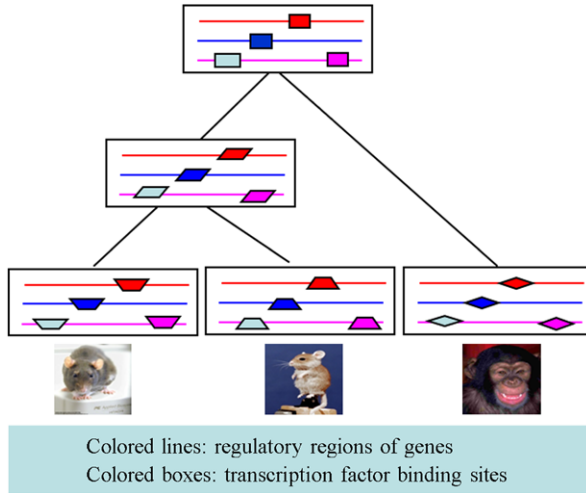 Colored lines: regulatory regions of genes
Colored boxes: transcription factor binding sites